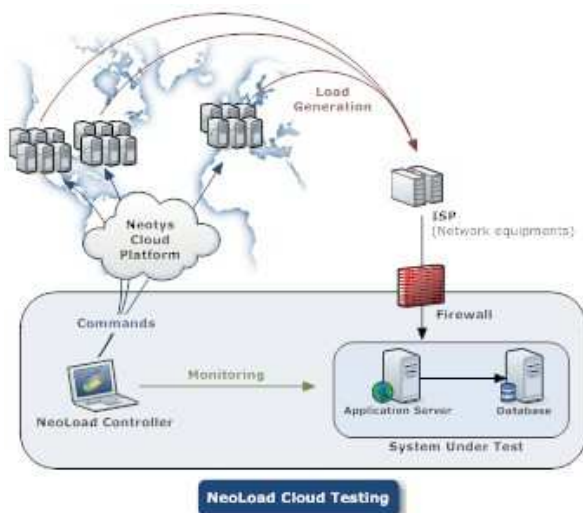 Load
Generation
Neotys
Cloud
Platform
ISP
(Network equipments)
Firewall
Commands
Monitoring
NeoLoad Controller
Application Server
Database
System Under Test
NeoLoad Cloud Testing